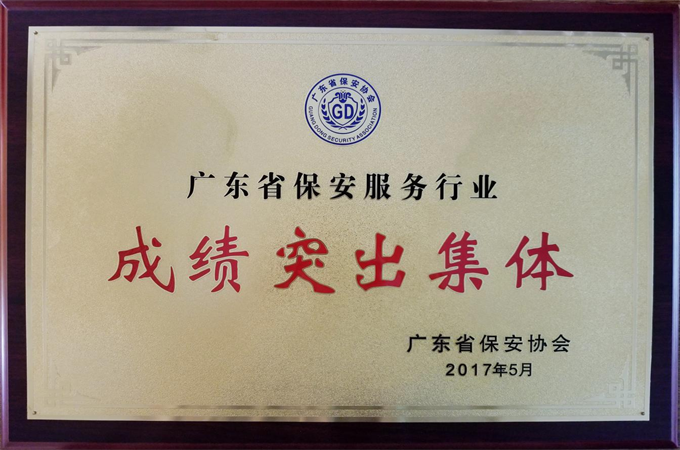 广东省保安协会
GD
GUANGDONG SECURITY ASSOCIATION
广东省保安服务行业
成绩突出集体
广东省保安协会
2017年5月